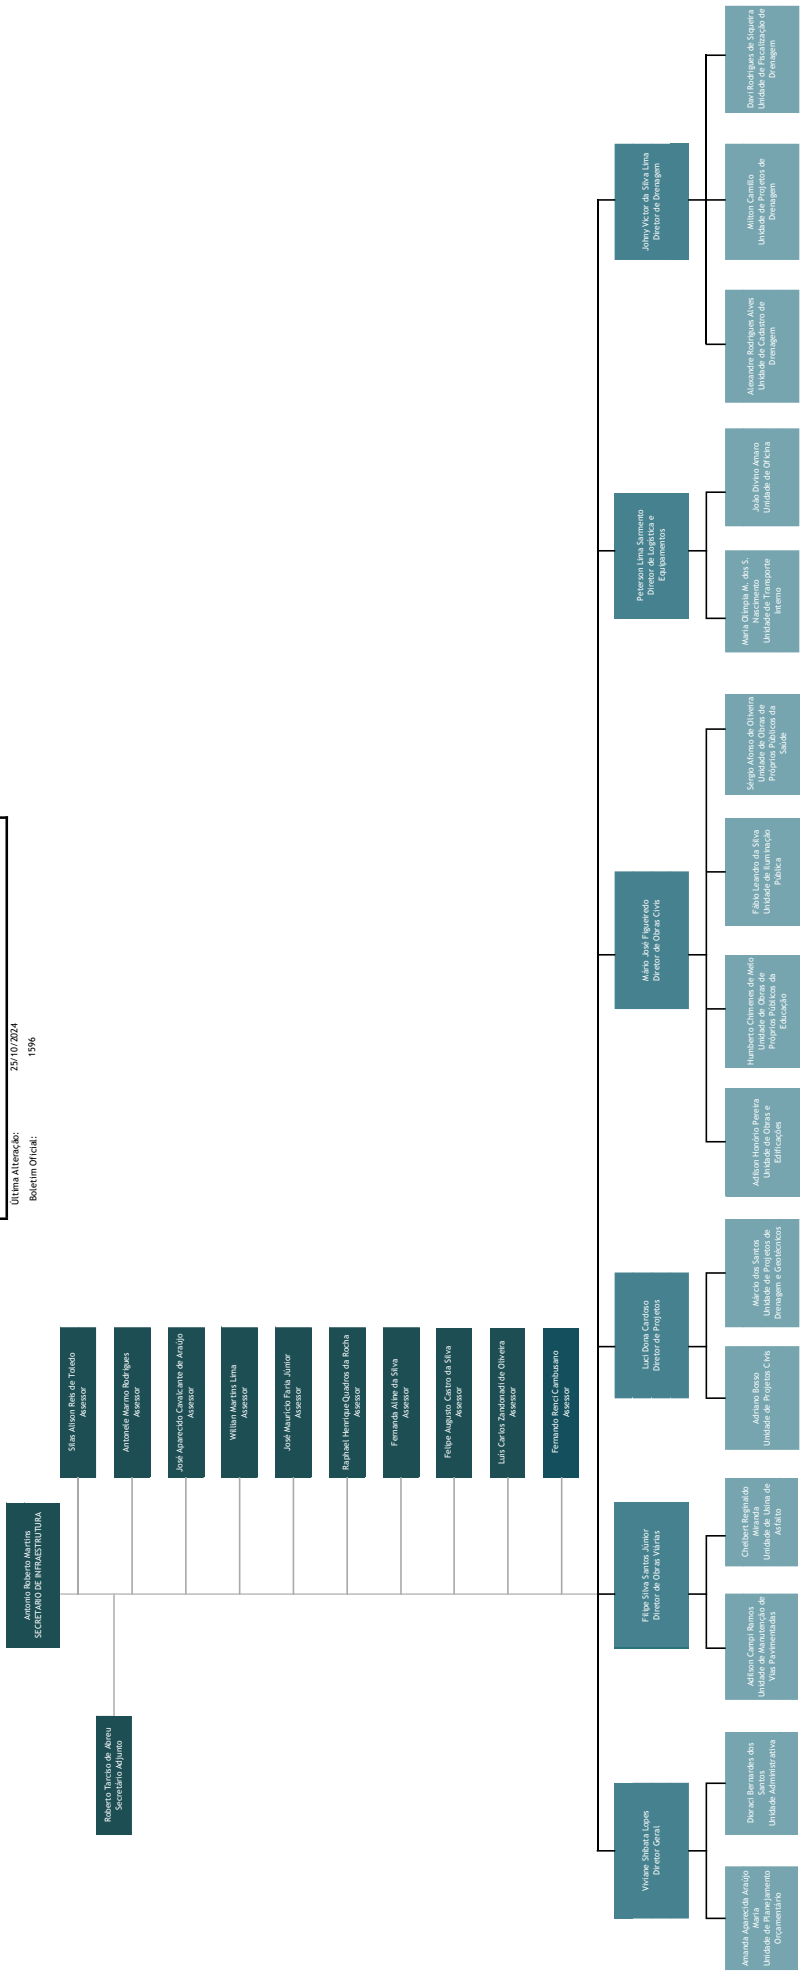 Última Alteração: 25/10/2024
Boletim Oficial: 1596
Antonio Roberto Martins
SECRETARIO DE INFRAESTRUTURA
Roberto Tarciso de Abreu
Secretário Adjunto
Silas Alison Reis de Toledo
Assessor
Antonele Marmo Rodrigues
Assessor
José Aparecido Cavalcante de Araújo
Assessor
Willian Martins Lima
Assessor
José Mauricio Faria Júnior
Assessor
Raphael Henrique Quadros da Rocha
Assessor
Fernanda Aline da Silva
Assessor
Felipe Augusto Castro da Silva
Assessor
Luis Carlos Zandonadi de Oliveira
Assessor
Fernando Renci Cambusano
Assessor
Viviane Shibata Lopes
Diretor Geral
Filipe Silva Santos Júnior
Diretor de Obras Viárias
Luci Dona Cardoso
Diretor de Projetos
Mário José Figueiredo
Diretor de Obras Civis
Peterson Lima Sarmento
Diretor de Logística e
Equipamentos
Johny Victor da Silva Lima
Diretor de Drenagem
Amanda Aparecida Araújo
Maria
Unidade de Planejamento
Orçamentário
Dioraci Bernardes dos
Santos
Unidade Administrativa
Adilson Campi Ramos
Unidade de Manutenção de
Vias Pavimentadas
Chelbert Reginaldo
Miranda
Unidade de Usina de
Asfalto
Adriano Bosso
Unidade de Projetos Civis
Márcio dos Santos
Unidade de Projetos de
Drenagem e Geotécnicos
Adilson Honório Pereira
Unidade de Obras e
Edificações
Humberto Chimenes de Melo
Unidade de Obras de
Próprios Públicos da
Educação
Fábio Leandro da Silva
Unidade de Iluminação
Pública
Sérgio Afonso de Oliveira
Unidade de Obras de
Próprios Públicos da
Saúde
Maria Olimpia M. dos S.
Nascimento
Unidade de Transporte
Interno
João Divino Amaro
Unidade de Oficina
Alexandre Rodrigues Alves
Unidade de Cadastro de
Drenagem
Milton Camillo
Unidade de Projetos de
Drenagem
Davi Rodrigues de Siqueira
Unidade de Fiscalização de
Drenagem